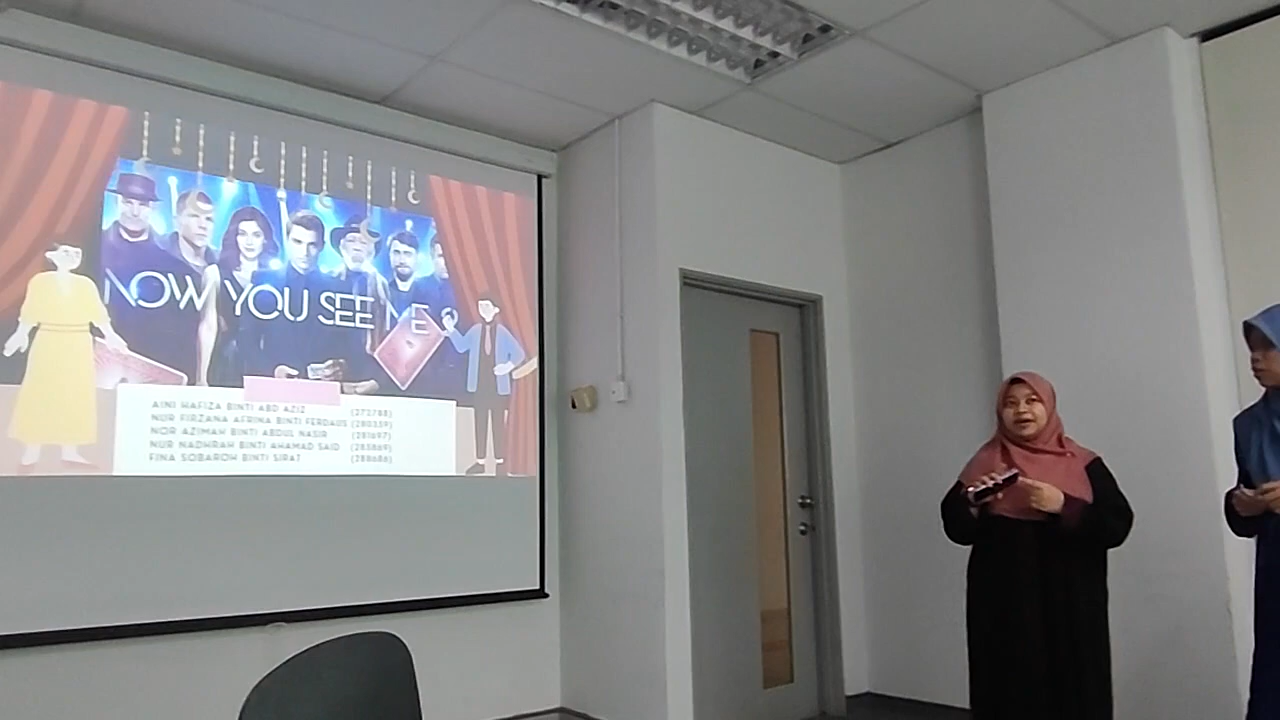 NOW YOU SEE ME
AINI HAFIZA BINTI ABD AZIZ (272788)
NUR FIRZANA AFRINA BINTI FERDAUS (280339)
NOR AZIMAH BINTI ABDUL NASIR (281697)
NUR NADHRAH BINTI AHAMAD SAID (283869)
FINA SOBAROH BINTI SIRAT (288686)